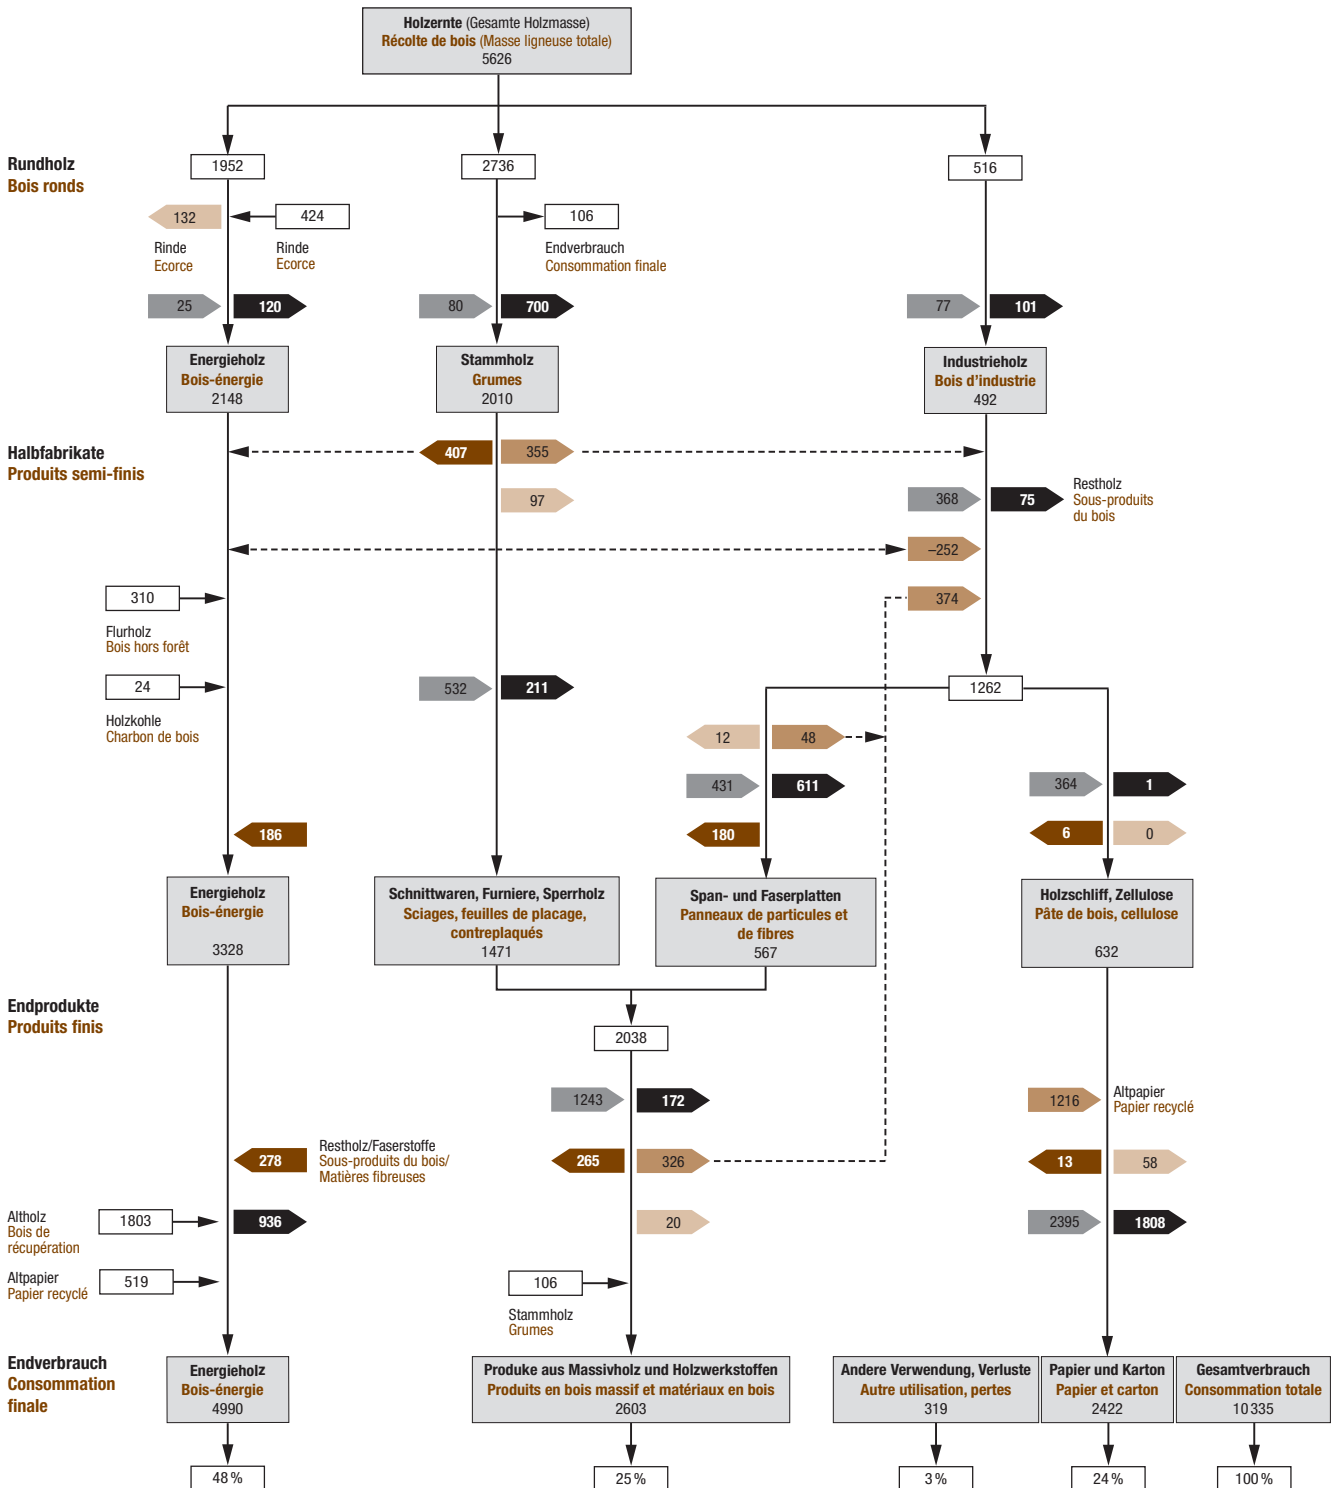 Holzernte (Gesamte Holzmasse)
Récolte de bois (Masse ligneuse totale)
5626
Rundholz
Bois ronds
1952
2736
516
132
424
106
Rinde
Ecorce
Rinde
Ecorce
Endverbrauch
Consommation finale
25
120
80
700
77
101
Energieholz
Bois-énergie
2148
Stammholz
Grumes
2010
Industrieholz
Bois d'industrie
492
Halbfabrikate
Produits semi-finis
407
355
97
368
75
Restholz
Sous-produits
du bois
–252
310
374
Flurholz
Bois hors forêt
24
532
211
1262
Holzkohle
Charbon de bois
12
48
431
611
364
1
186
180
6
0
Energieholz
Bois-énergie
3328
Schnittwaren, Furniere, Sperrholz
Sciages, feuilles de placage,
contreplaqués
1471
Span- und Faserplatten
Panneaux de particules et
de fibres
567
Holzschliff, Zellulose
Pâte de bois, cellulose
632
Endprodukte
Produits finis
2038
1243
172
1216
Altpapier
Papier recyclé
278
Restholz/Faserstoffe
Sous-produits du bois/
Matières fibreuses
265
326
13
58
Altholz
Bois de
récupération
1803
936
20
2395
1808
Altpapier
Papier recyclé
519
106
Stammholz
Grumes
Endverbrauch
Consommation
finale
Energieholz
Bois-énergie
4990
Produke aus Massivholz und Holzwerkstoffen
Produits en bois massif et matériaux en bois
2603
Andere Verwendung, Verluste
Autre utilisation, pertes
319
Papier und Karton
Papier et carton
2422
Gesamtverbrauch
Consommation totale
10 335
48 %
25 %
3 %
24 %
100 %